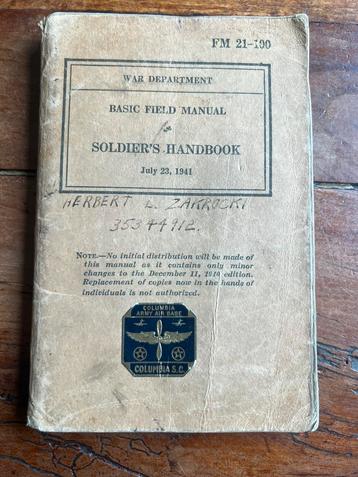 FM 21-100
WAR DEPARTMENT
BASIC FIELD MANUAL
SOLDIER'S HANDBOOK
July 23, 1941
HERBERT L. ZAKROCKI
35344912.
NOTE.—No initial distribution will be made of
this manual as it contains only minor
changes to the December 11, 1940 edition.
Replacement of copies now in the hands of
individuals is not authorized.
COLUMBIA
ARMY AIR BASE
COLUMBIA S.C.